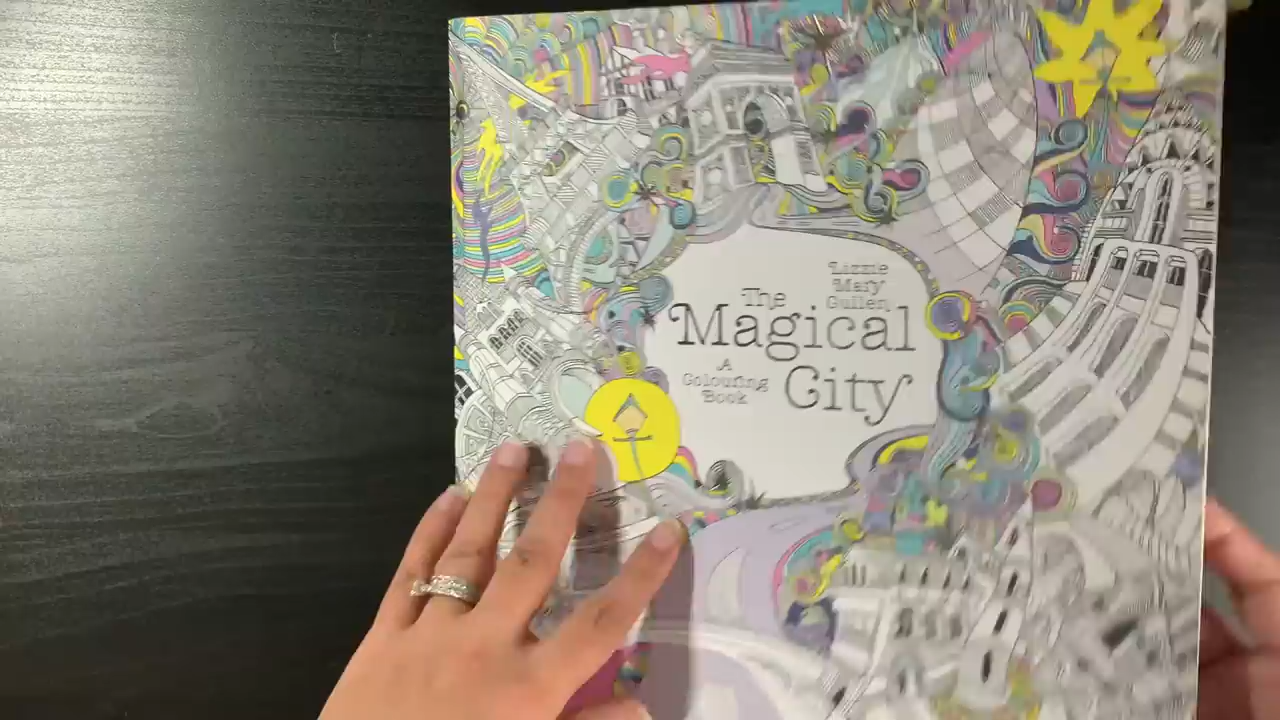 Lizzie
Mary
Cullen
The
Magical
A
Colouring
Book
City